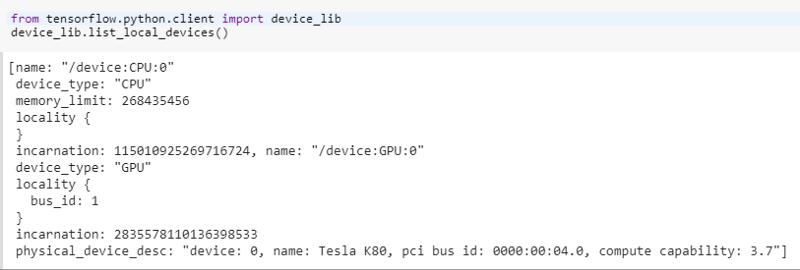 from tensorflow.python.client import device_lib
device_lib.list_local_devices()
[name: "/device:CPU:0"
device_type: "CPU"
memory_limit: 268435456
locality {
}
incarnation: 115010925269716724, name: "/device:GPU:0"
device_type: "GPU"
locality {
bus_id: 1
}
incarnation: 2835578110136398533
physical_device_desc: "device: 0, name: Tesla K80, pci bus id: 0000:00:04.0, compute capability: 3.7"]